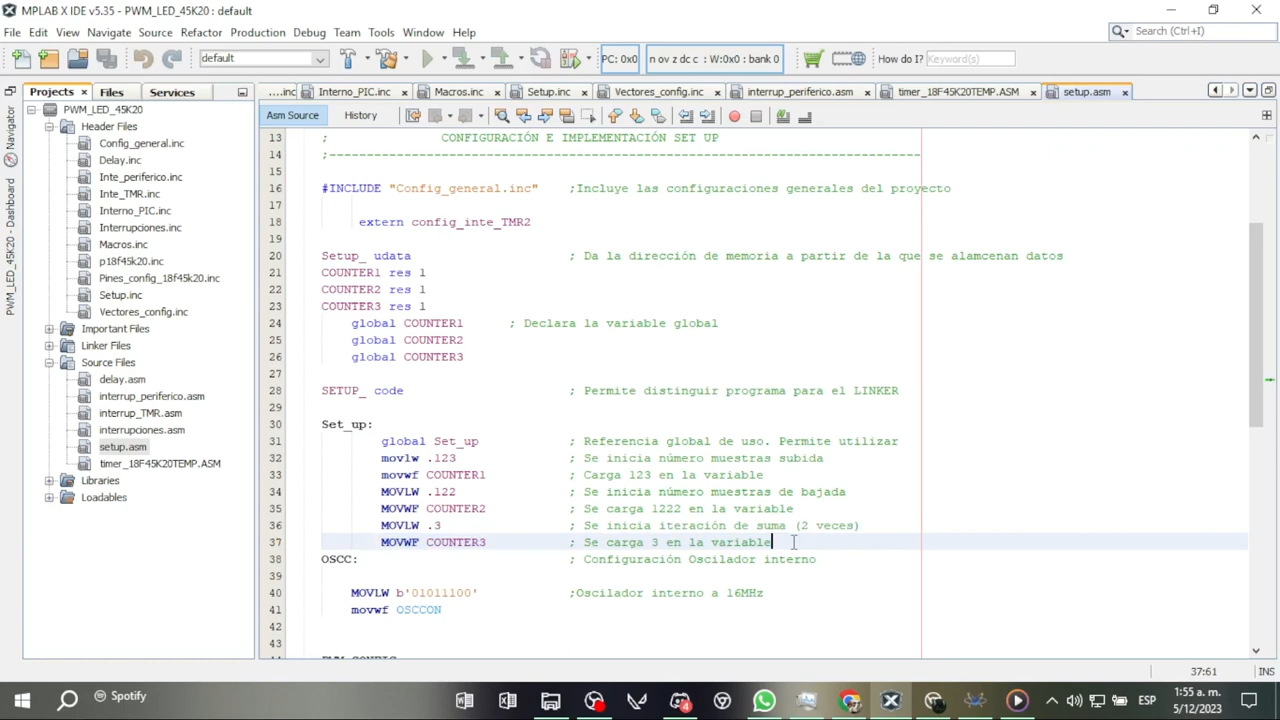 MPLAB X IDE v5.35 - PWM_LED_45K20 : default
File Edit View Navigate Source Refactor Production Debug Team Tools Window Help
Search (Ctrl+I)
default
PC: 0x0
n ov z dc c : W:0x0 : bank 0
How do I?
Keyword(s)
Projects
Files
Services
....inc
Interno_PIC.inc
Macros.inc
Setup.inc
Vectores_config.inc
interrup_periferic.asm
timer_18F45K20TEMP.ASM
setup.asm
Asm Source
History
Navigator
PWM_LED_45K20 - Dashboard
PWM_LED_45K20
Header Files
Config_general.inc
Delay.inc
Inte_periferico.inc
Inte_TMR.inc
Interno_PIC.inc
Interrupciones.inc
Macros.inc
p18f45k20.inc
Pines_config_18f45k20.inc
Setup.inc
Vectores_config.inc
Important Files
Linker Files
Source Files
delay.asm
interrup_periferic.asm
interrup_TMR.asm
interrupciones.asm
setup.asm
timer_18F45K20TEMP.ASM
Libraries
Loadables
13 ; CONFIGURACIÓN E IMPLEMENTACIÓN SET UP
14 ;-------------------------------------------------------------------------------
15
16 #INCLUDE "Config_general.inc" ;Incluye las configuraciones generales del proyecto
17
18 extern config_inte_TMR2
19
20 Setup_ udata ; Da la dirección de memoria a partir de la que se alamcenan datos
21 COUNTER1 res 1
22 COUNTER2 res 1
23 COUNTER3 res 1
24 global COUNTER1 ; Declara la variable global
25 global COUNTER2
26 global COUNTER3
27
28 SETUP_ code ; Permite distinguir programa para el LINKER
29
30 Set_up:
31 global Set_up ; Referencia global de uso. Permite utilizar
32 movlw .123 ; Se inicia número muestras subida
33 movwf COUNTER1 ; Carga 123 en la variable
34 MOVLW .122 ; Se inicia número muestras de bajada
35 MOVWF COUNTER2 ; Se carga 1222 en la variable
36 MOVLW .3 ; Se inicia iteración de suma (2 veces)
37 MOVWF COUNTER3 ; Se carga 3 en la variable
38 OSCC: ; Configuración Oscilador interno
39
40 MOVLW b'01011100' ;Oscilador interno a 16MHz
41 movwf OSCCON
42
43
37:61
INS
Spotify
4
ESP
1:55 a. m.
5/12/2023